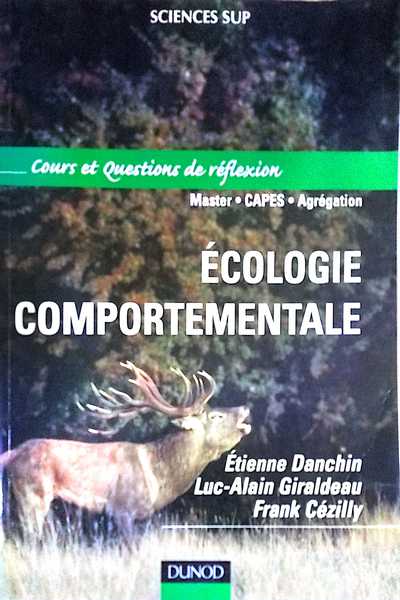 SCIENCES SUP
Cours et Questions de réflexion
Master • CAPES • Agrégation
ÉCOLOGIE
COMPORTEMENTALE
Étienne Danchin
Luc-Alain Giraldeau
Frank Cézilly
DUNOD